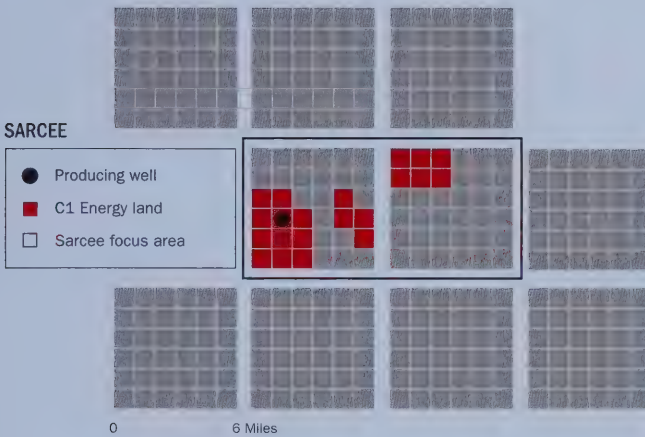 SARCEE
Producing well
C1 Energy land
Sarcee focus area
0 6 Miles